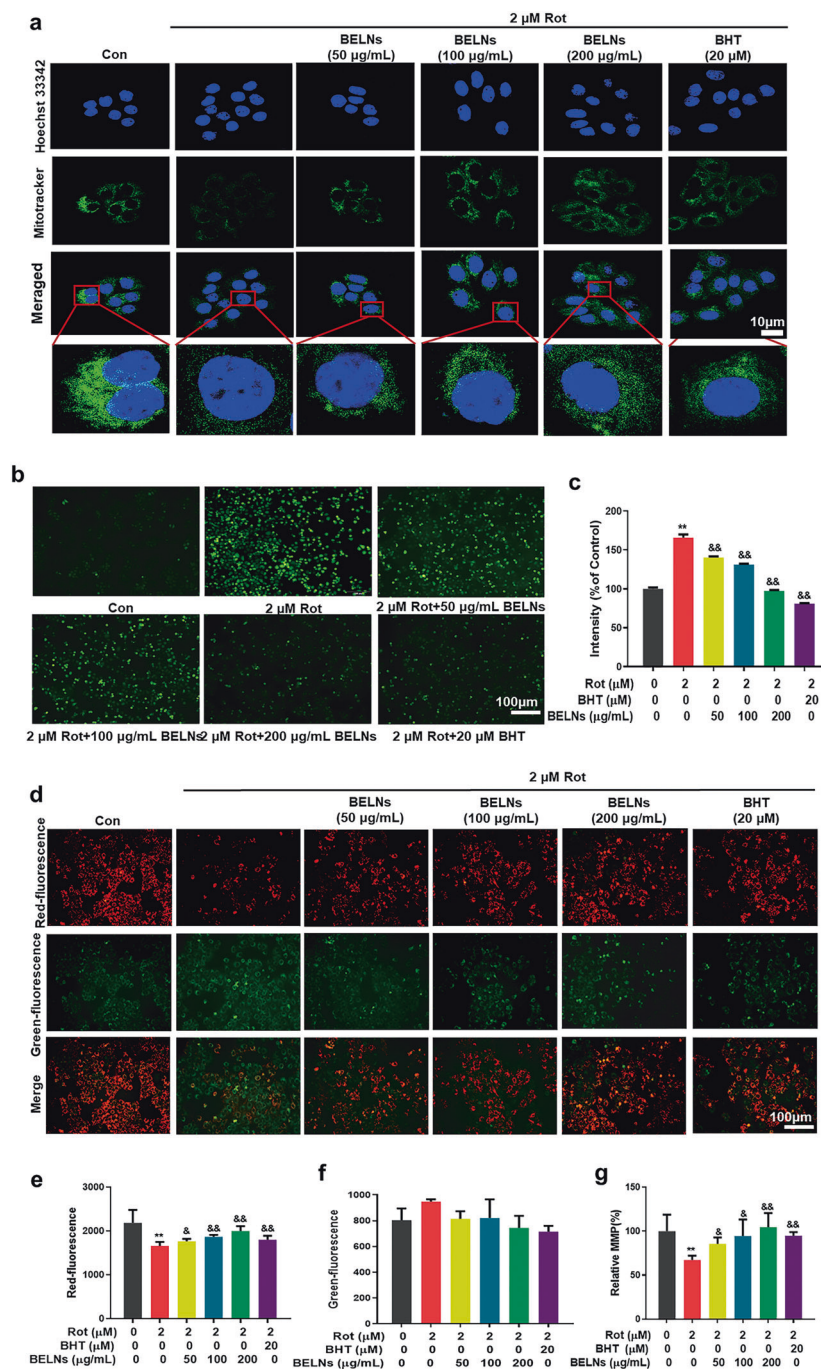 a
2 µM Rot
Con
BELNs
(50 µg/mL)
BELNs
(100 µg/mL)
BELNs
(200 µg/mL)
BHT
(20 µM)
Hoechst 33342
Mitotracker
Meraged
10µm
b
Con
2 µM Rot
2 µM Rot+50 µg/mL BELNs
2 µM Rot+100 µg/mL BELNs
2 µM Rot+200 µg/mL BELNs
2 µM Rot+20 µM BHT
100µm
c
Intensity (%of Control)
200
150
100
50
0
**
&&
&&
&&
&&
Rot (µM) 0 2 2 2 2 2
BHT (µM) 0 0 0 0 0 20
BELNs (µg/mL) 0 0 50 100 200 0
d
2 µM Rot
Con
BELNs
(50 µg/mL)
BELNs
(100 µg/mL)
BELNs
(200 µg/mL)
BHT
(20 µM)
Red-fluorescence
Green-fluorescence
Merge
100µm
e
Red-fluorescence
3000
2000
1000
0
**
&
&&
&&
&&
Rot (µM) 0 2 2 2 2 2
BHT (µM) 0 0 0 0 0 20
BELNs (µg/mL) 0 0 50 100 200 0
f
Green-fluorescence
1000
800
600
400
200
0
Rot (µM) 0 2 2 2 2 2
BHT (µM) 0 0 0 0 0 20
BELNs (µg/mL) 0 0 50 100 200 0
g
Relative MMP(%)
150
100
50
0
**
&
&
&&
&&
Rot (µM) 0 2 2 2 2 2
BHT (µM) 0 0 0 0 0 20
BELNs (µg/mL) 0 0 50 100 200 0